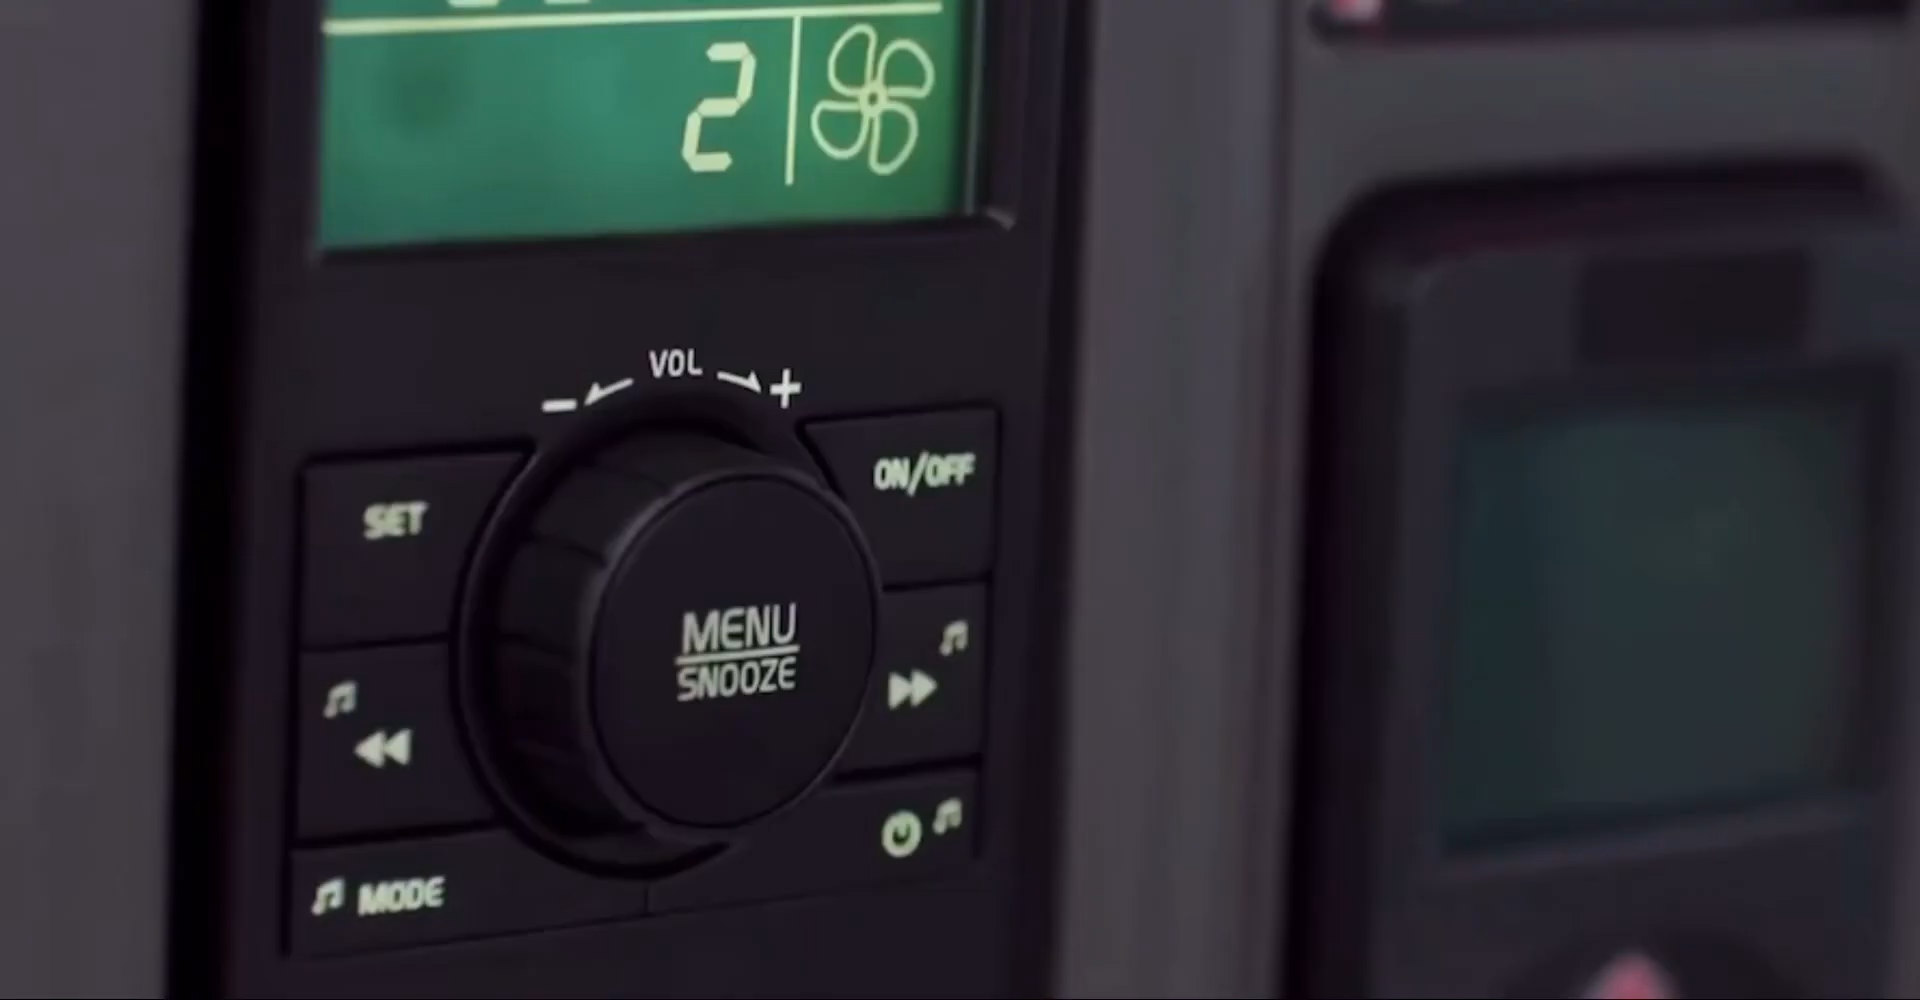 2
- VOL +
SET
ON/OFF
MENU
SNOOZE
MODE